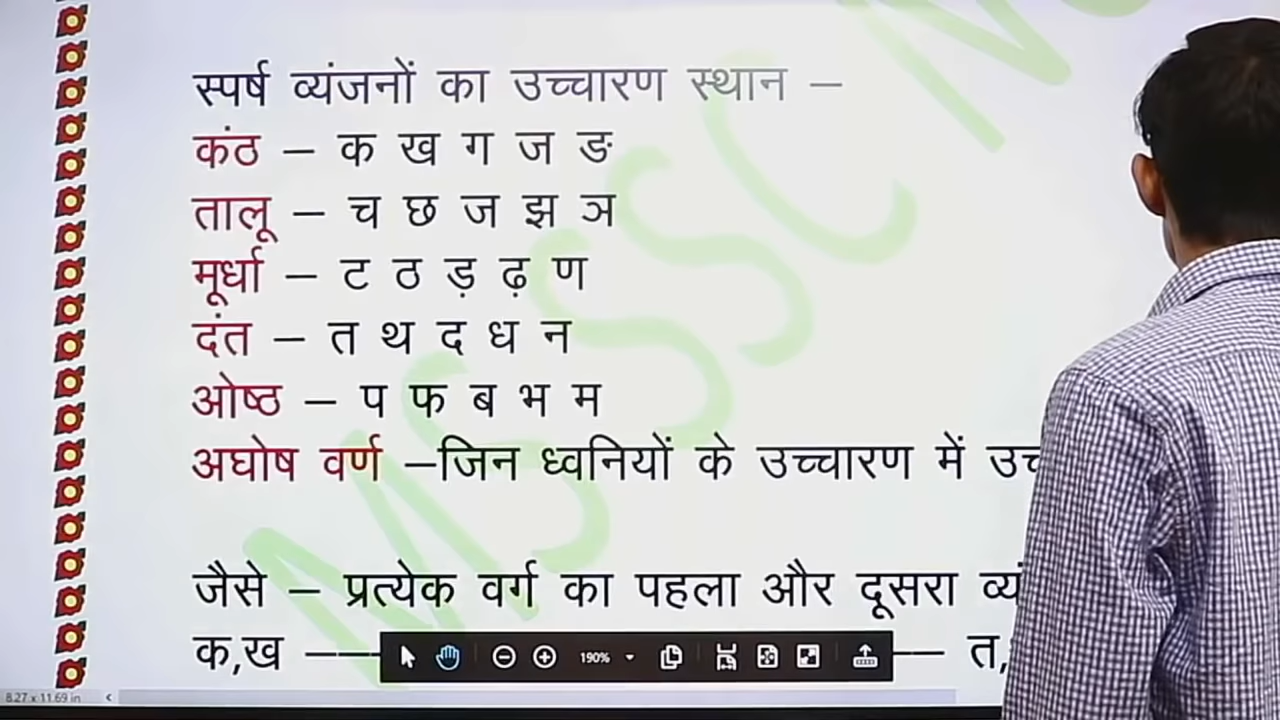 स्पर्ष व्यंजनों का उच्चारण स्थान –
कंठ – क ख ग ज ङ
तालू – च छ ज झ ञ
मूर्धा – ट ठ ड़ ढ़ ण
दंत – त थ द ध न
ओष्ठ – प फ ब भ म
अघोष वर्ण –जिन ध्वनियों के उच्चारण में
जैसे – प्रत्येक वर्ग का पहला और दूसरा
क,ख –– — त,
190%
8.27 x 11.69 in
MSSC